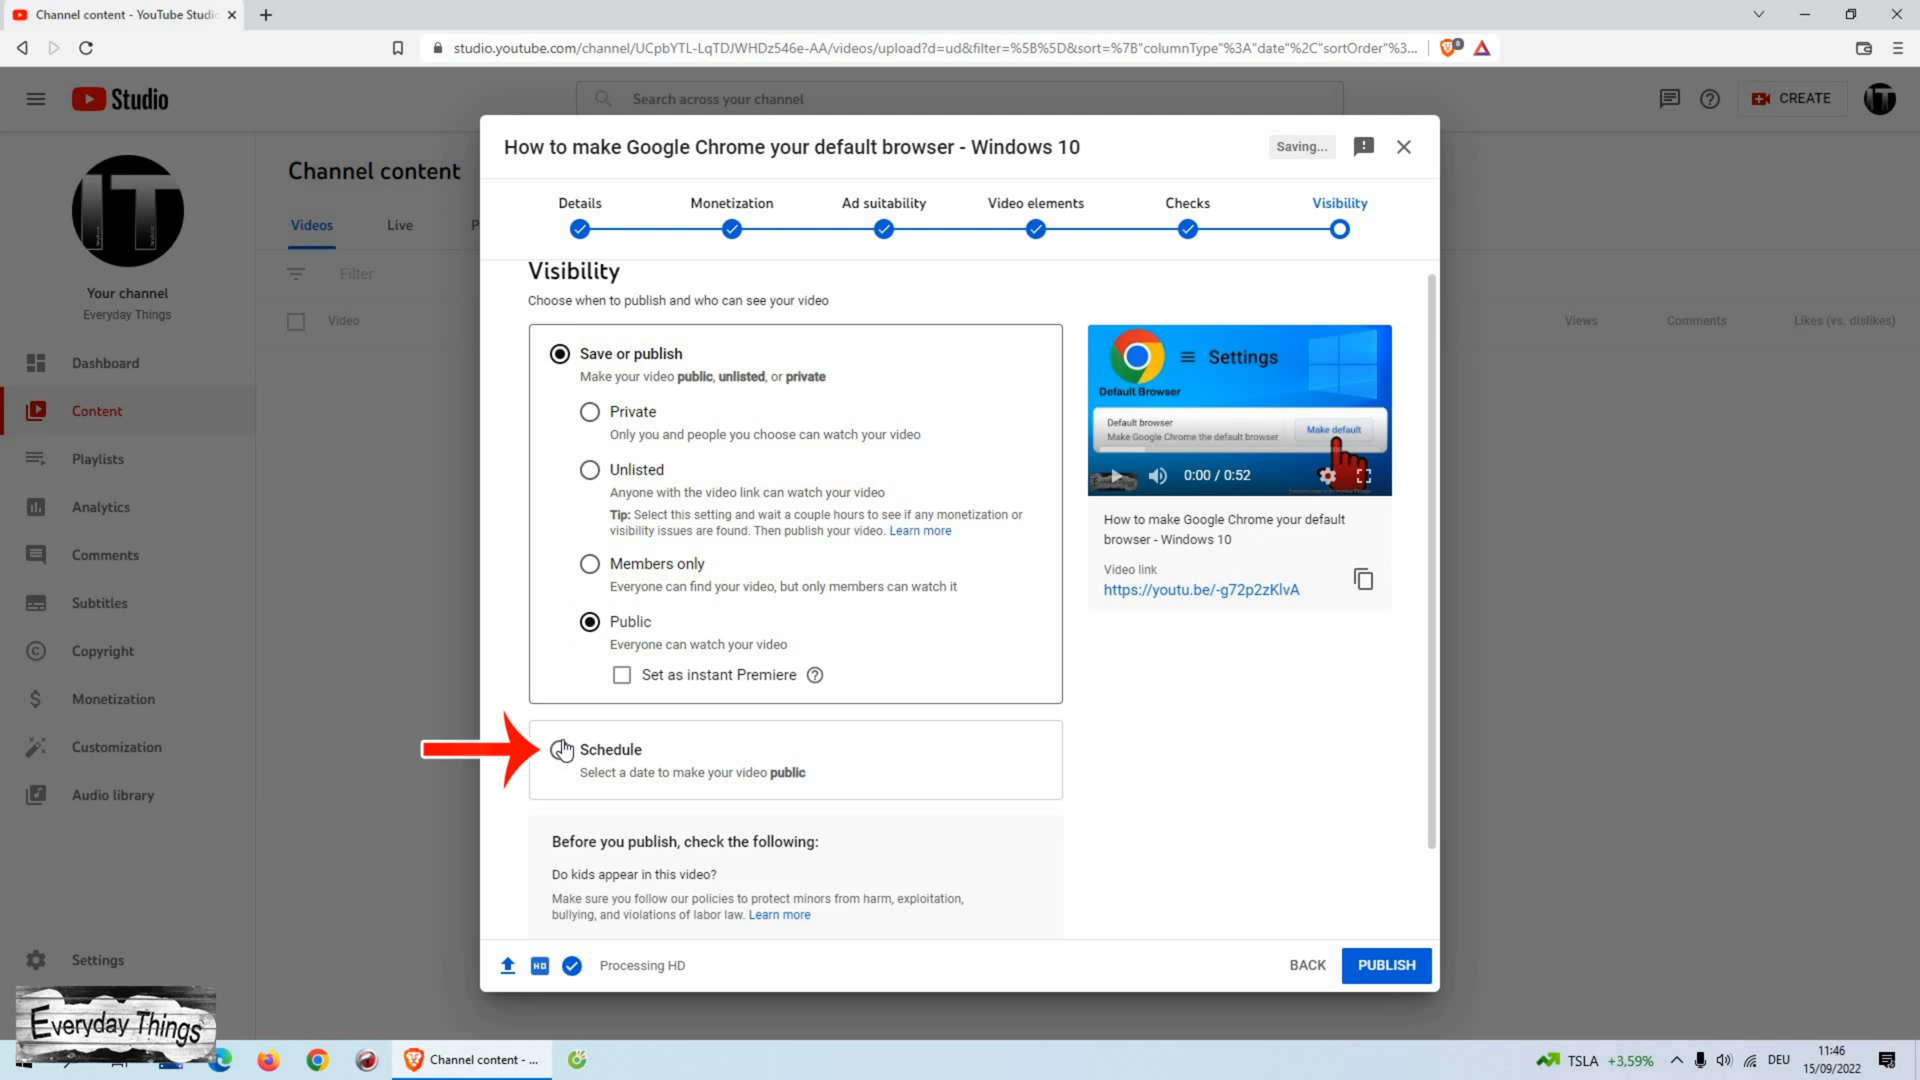 Channel content - YouTube Studio
studio.youtube.com/channel/UCpbYTL-LqTDJWHDz546e-AA/videos/upload?d=ud&filter=%5B%5D&sort=%7B"columnType"%3A"date"%2C"sortOrder"%3...
8
Studio
Search across your channel
CREATE
Your channel
Everyday Things
Dashboard
Content
Playlists
Analytics
Comments
Subtitles
Copyright
Monetization
Customization
Audio library
Settings
Channel content
Videos
Live
Filter
Video
Views
Comments
Likes (vs. dislikes)
How to make Google Chrome your default browser - Windows 10
Saving...
Details
Monetization
Ad suitability
Video elements
Checks
Visibility
Visibility
Choose when to publish and who can see your video
Save or publish
Make your video public, unlisted, or private
Private
Only you and people you choose can watch your video
Unlisted
Anyone with the video link can watch your video
Tip: Select this setting and wait a couple hours to see if any monetization or
visibility issues are found. Then publish your video. Learn more
Members only
Everyone can find your video, but only members can watch it
Public
Everyone can watch your video
Set as instant Premiere
Schedule
Select a date to make your video public
Before you publish, check the following:
Do kids appear in this video?
Make sure you follow our policies to protect minors from harm, exploitation,
bullying, and violations of labor law. Learn more
Settings
Default Browser
Default browser
Make Google Chrome the default browser
Make default
0:00 / 0:52
How to make Google Chrome your default
browser - Windows 10
Video link
https://youtu.be/-g72p2zKlvA
HD
Processing HD
BACK
PUBLISH
Everyday Things
Channel content - ...
TSLA +3,59%
DEU
11:46
15/09/2022